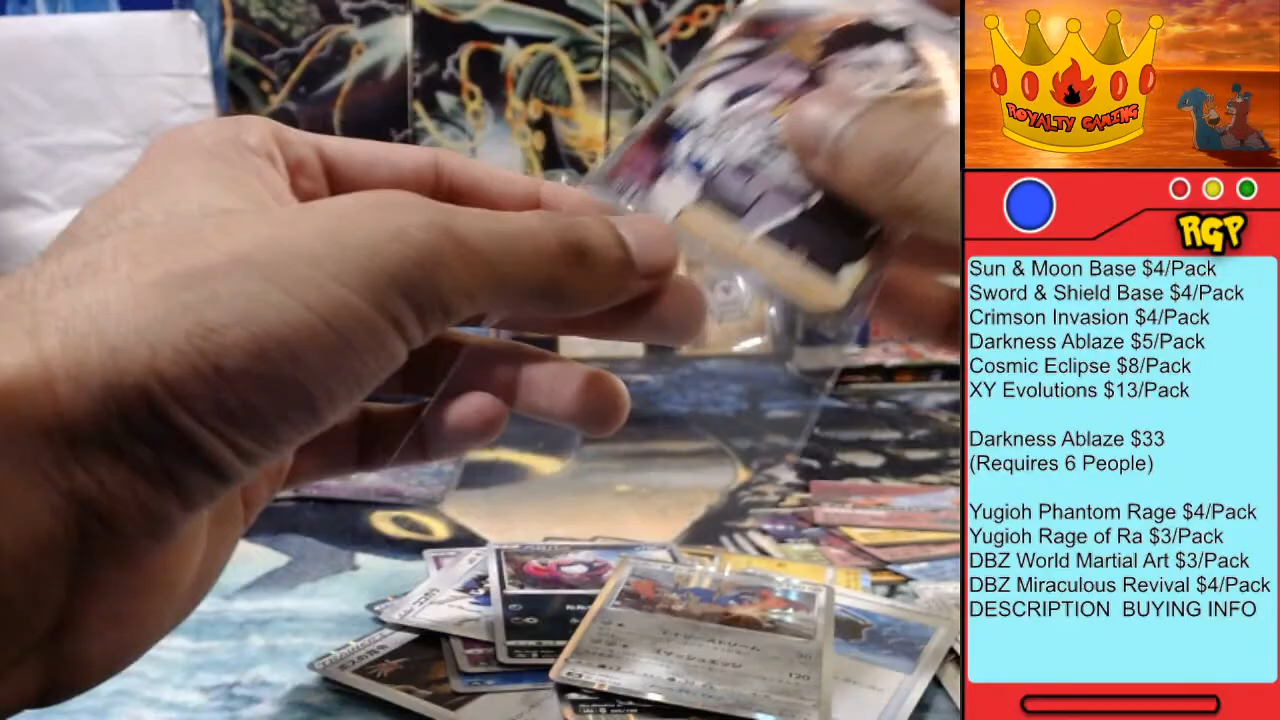 ROYALTY GAMING
RGP
Sun & Moon Base $4/Pack
Sword & Shield Base $4/Pack
Crimson Invasion $4/Pack
Darkness Ablaze $5/Pack
Cosmic Eclipse $8/Pack
XY Evolutions $13/Pack
Darkness Ablaze $33
(Requires 6 People)
Yugioh Phantom Rage $4/Pack
Yugioh Rage of Ra $3/Pack
DBZ World Martial Art $3/Pack
DBZ Miraculous Revival $4/Pack
DESCRIPTION BUYING INFO
120